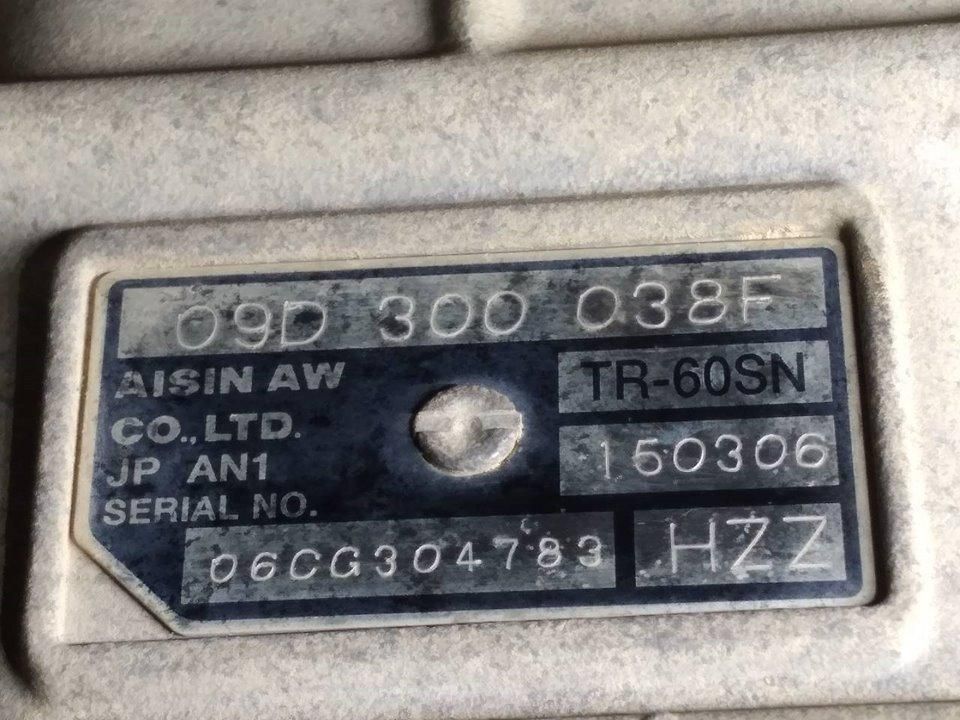 09D 300 038F
AISIN AW
CO.,LTD.
JP AN1
SERIAL NO.
TR-60SN
150306
06CG304783
HZZ